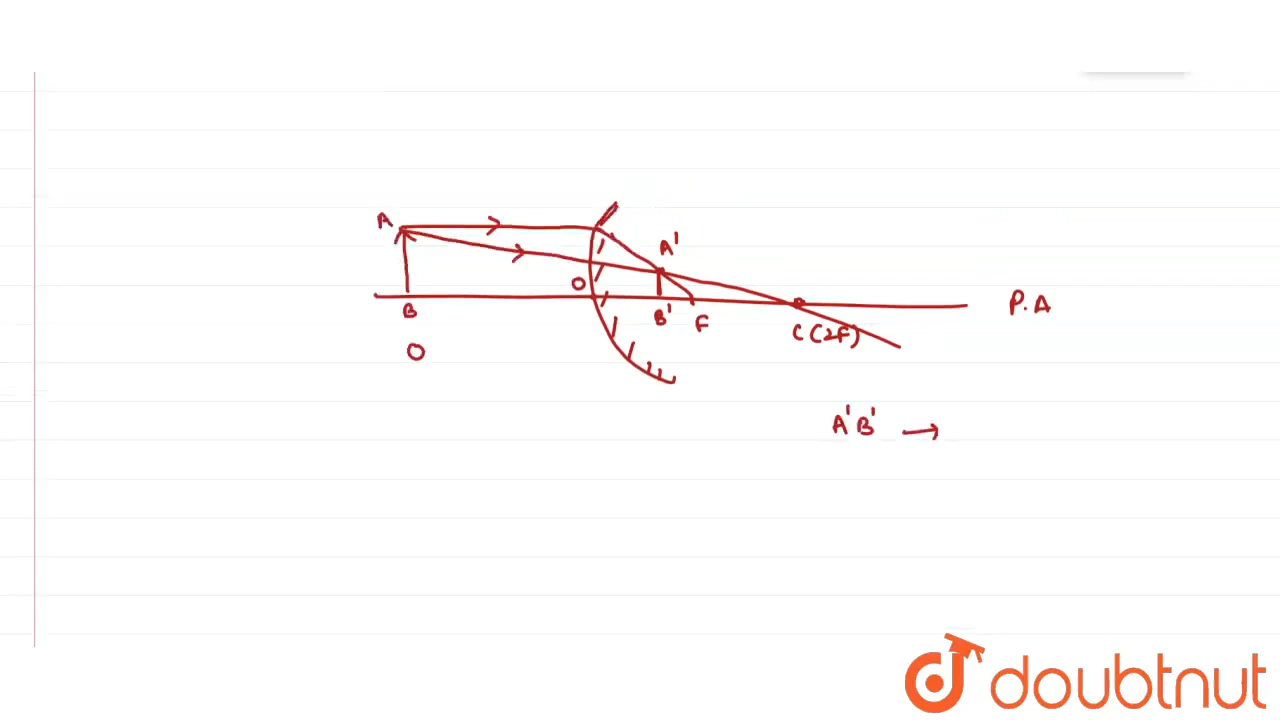 A
A'
O
B
B'
F
C (2F)
P.A
O
A'B' →
doubtnut